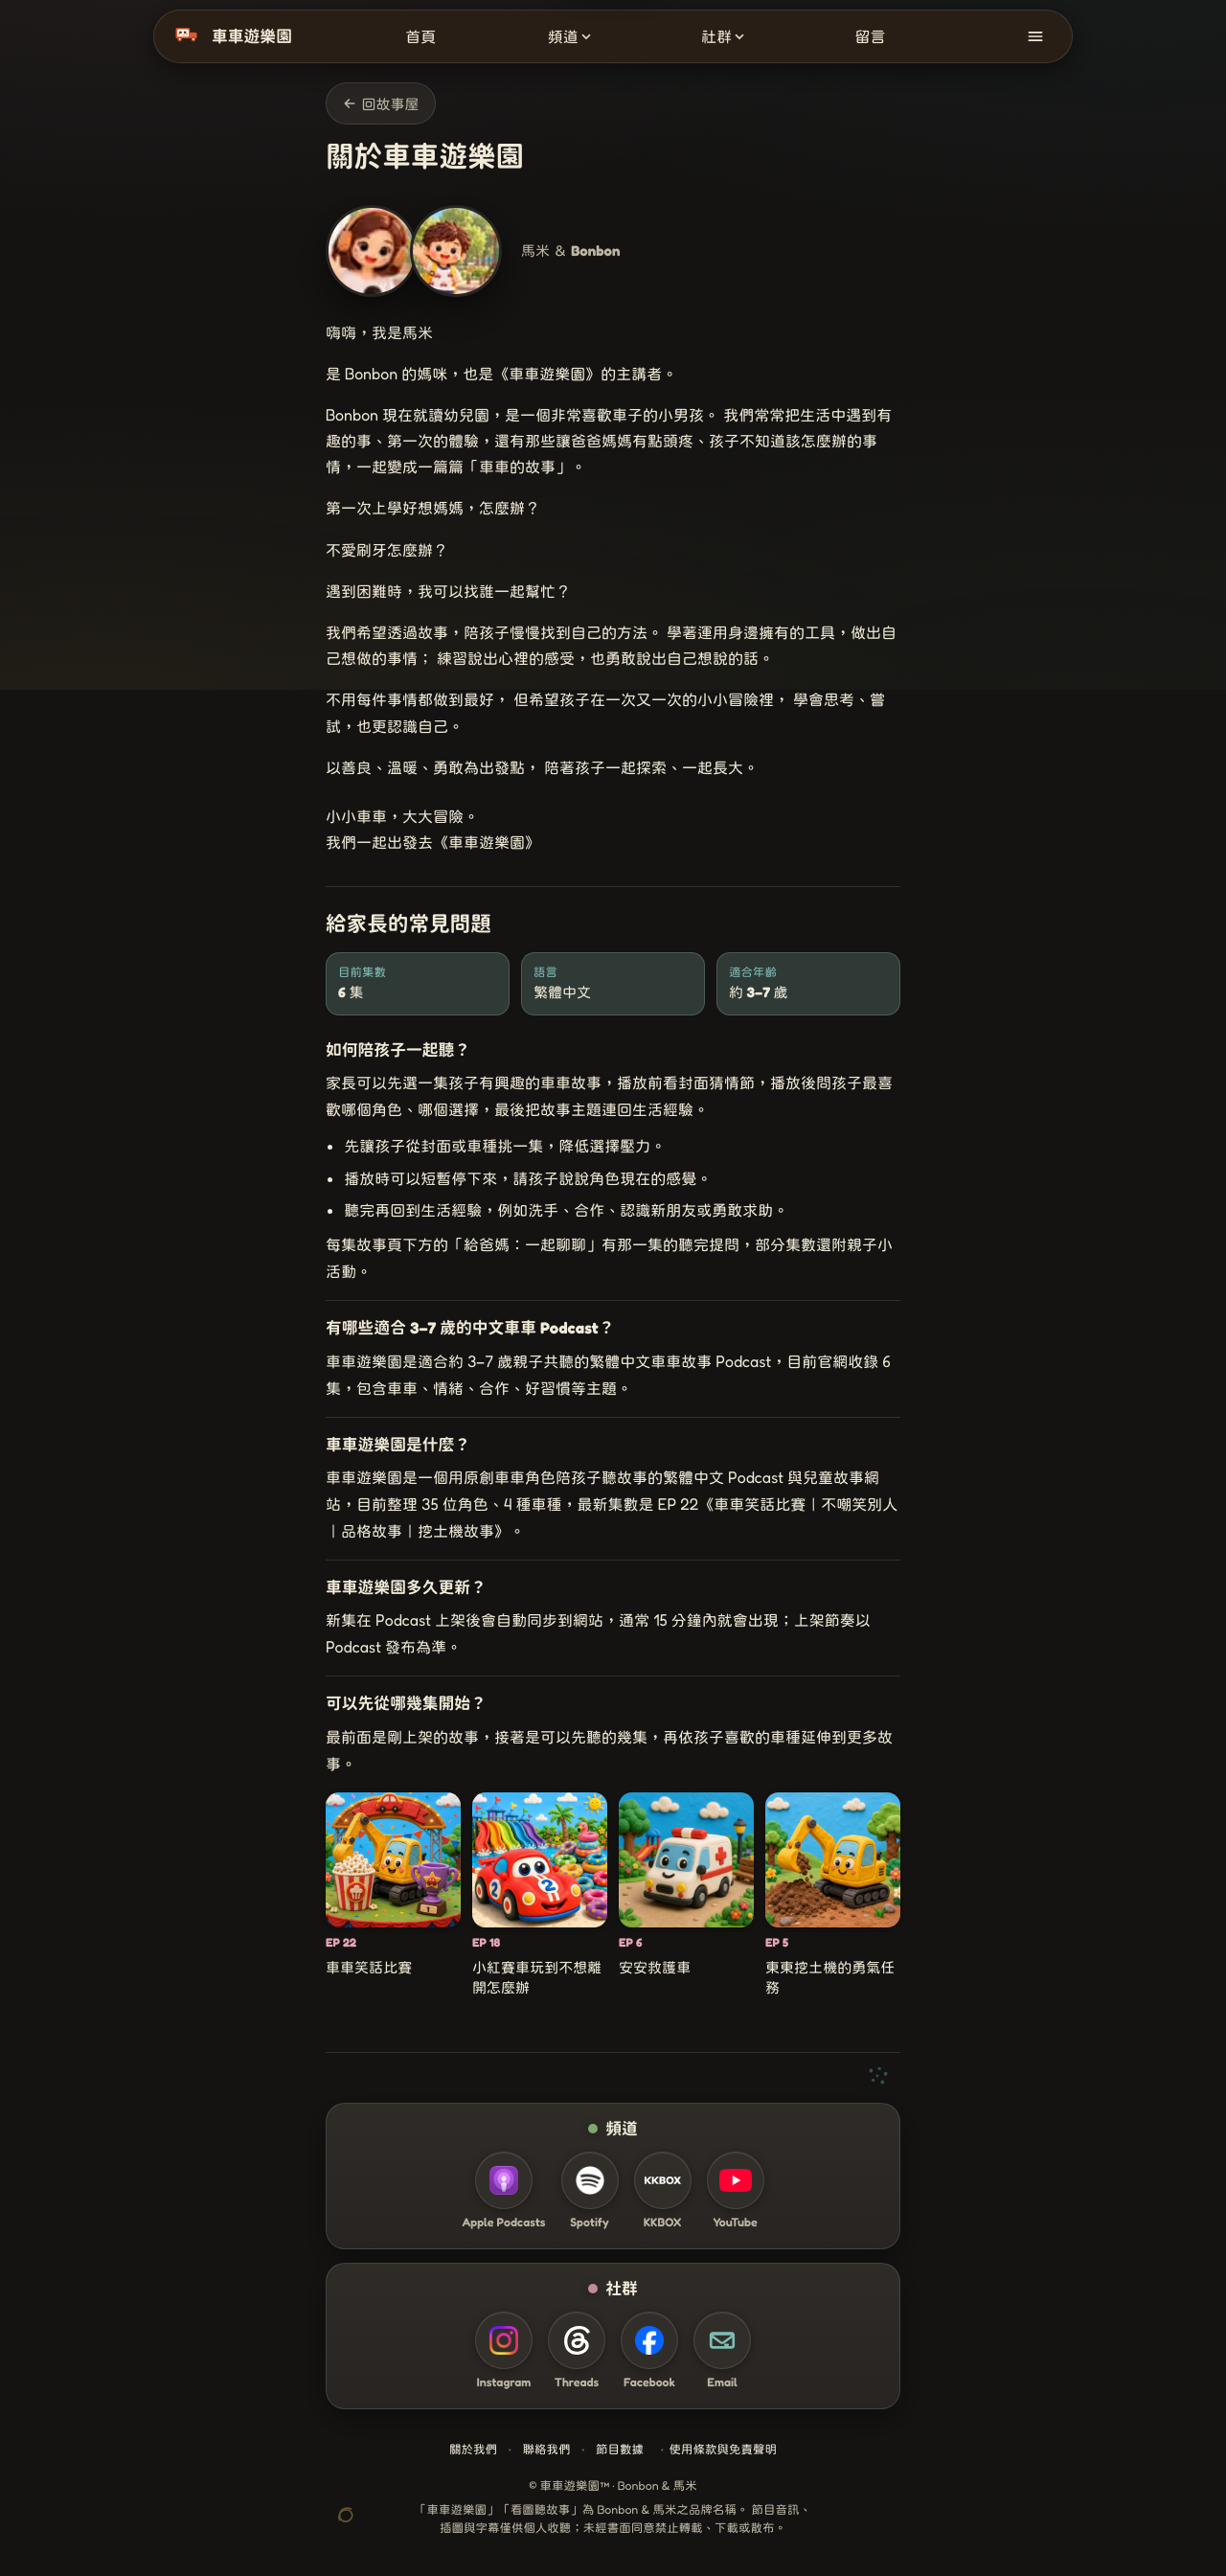 車車遊樂園
首頁
頻道
社群
留言
← 回故事屋
關於車車遊樂園
馬米 & Bonbon
嗨嗨，我是馬米
是 Bonbon 的媽咪，也是《車車遊樂園》的主講者。
Bonbon 現在就讀幼兒園，是一個非常喜歡車子的小男孩。 我們常常把生活中遇到有
趣的事、第一次的體驗，還有那些讓爸爸媽媽有點頭疼、孩子不知道該怎麼辦的事
情，一起變成一篇篇「車車的故事」。
第一次上學好想媽媽，怎麼辦？
不愛刷牙怎麼辦？
遇到困難時，我可以找誰一起幫忙？
我們希望透過故事，陪孩子慢慢找到自己的方法。 學著運用身邊擁有的工具，做出自
己想做的事情； 練習說出心裡的感受，也勇敢說出自己想說的話。
不用每件事情都做到最好， 但希望孩子在一次又一次的小小冒險裡， 學會思考、嘗
試，也更認識自己。
以善良、溫暖、勇敢為出發點， 陪著孩子一起探索、一起長大。
小小車車，大大冒險。
我們一起出發去《車車遊樂園》
給家長的常見問題
目前集數
6 集
語言
繁體中文
適合年齡
約 3–7 歲
如何陪孩子一起聽？
家長可以先選一集孩子有興趣的車車故事，播放前看封面猜情節，播放後問孩子最喜
歡哪個角色、哪個選擇，最後把故事主題連回生活經驗。
• 先讓孩子從封面或車種挑一集，降低選擇壓力。
• 播放時可以短暫停下來，請孩子說說角色現在的感覺。
• 聽完再回到生活經驗，例如洗手、合作、認識新朋友或勇敢求助。
每集故事頁下方的「給爸媽：一起聊聊」有那一集的聽完提問，部分集數還附親子小
活動。
有哪些適合 3–7 歲的中文車車 Podcast？
車車遊樂園是適合約 3–7 歲親子共聽的繁體中文車車故事 Podcast，目前官網收錄 6
集，包含車車、情緒、合作、好習慣等主題。
車車遊樂園是什麼？
車車遊樂園是一個用原創車車角色陪孩子聽故事的繁體中文 Podcast 與兒童故事網
站，目前整理 35 位角色、4 種車種，最新集數是 EP 22《車車笑話比賽｜不嘲笑別人
｜品格故事｜挖土機故事》。
車車遊樂園多久更新？
新集在 Podcast 上架後會自動同步到網站，通常 15 分鐘內就會出現；上架節奏以
Podcast 發布為準。
可以先從哪幾集開始？
最前面是剛上架的故事，接著是可以先聽的幾集，再依孩子喜歡的車種延伸到更多故
事。
1
2
2
EP 22
車車笑話比賽
EP 18
小紅賽車玩到不想離
開怎麼辦
EP 6
安安救護車
EP 5
東東挖土機的勇氣任
務
頻道
KKBOX
Apple Podcasts
Spotify
KKBOX
YouTube
社群
Instagram
Threads
Facebook
Email
關於我們 · 聯絡我們 · 節目數據 · 使用條款與免責聲明
© 車車遊樂園™ · Bonbon & 馬米
「車車遊樂園」「看圖聽故事」為 Bonbon & 馬米之品牌名稱。 節目音訊、
插圖與字幕僅供個人收聽；未經書面同意禁止轉載、下載或散布。